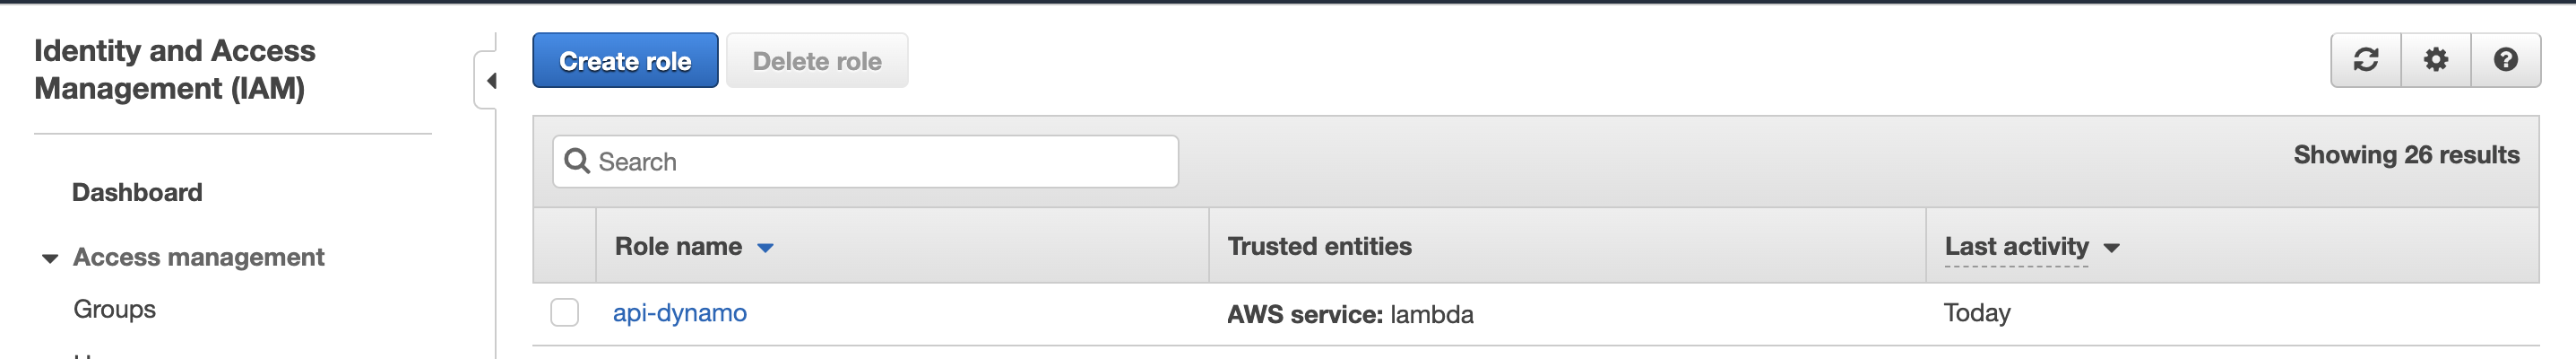 Identity and Access
Management (IAM)
Dashboard
Access management
Groups
Create role
Delete role
Search
Showing 26 results
Role name
Trusted entities
Last activity
api-dynamo
AWS service: lambda
Today